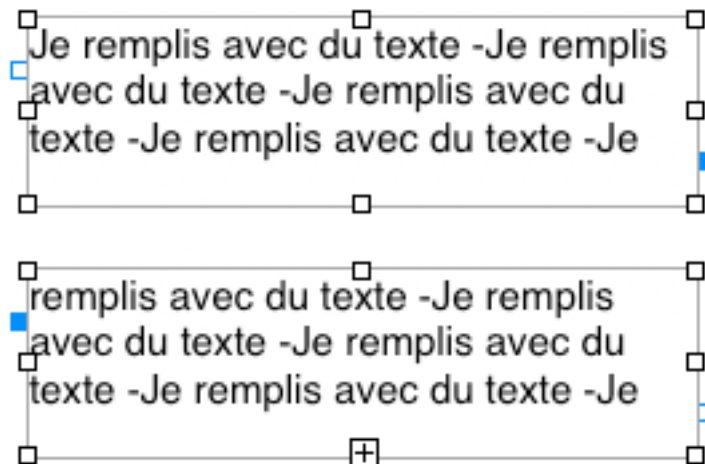 Je remplis avec du texte -Je remplis
avec du texte -Je remplis avec du
texte -Je remplis avec du texte -Je
remplis avec du texte -Je remplis
avec du texte -Je remplis avec du
texte -Je remplis avec du texte -Je